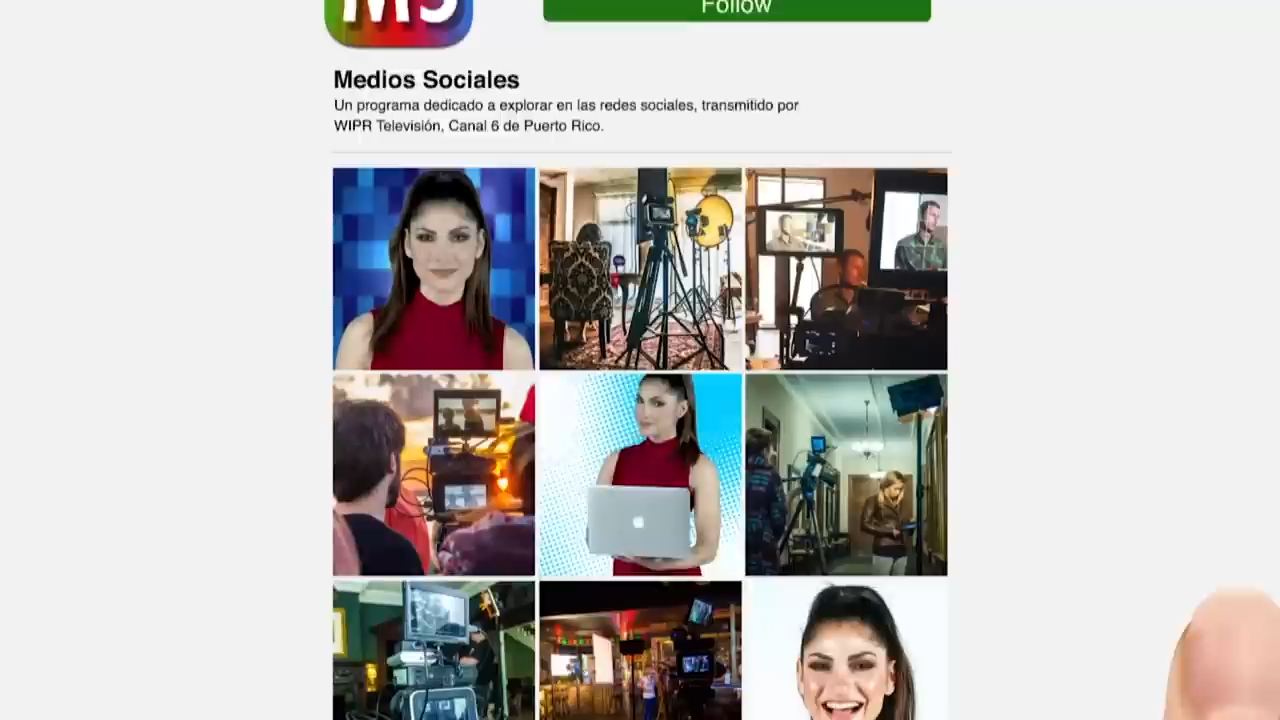 MS
Follow
Medios Sociales
Un programa dedicado a explorar en las redes sociales, transmitido por
WIPR Televisión, Canal 6 de Puerto Rico.